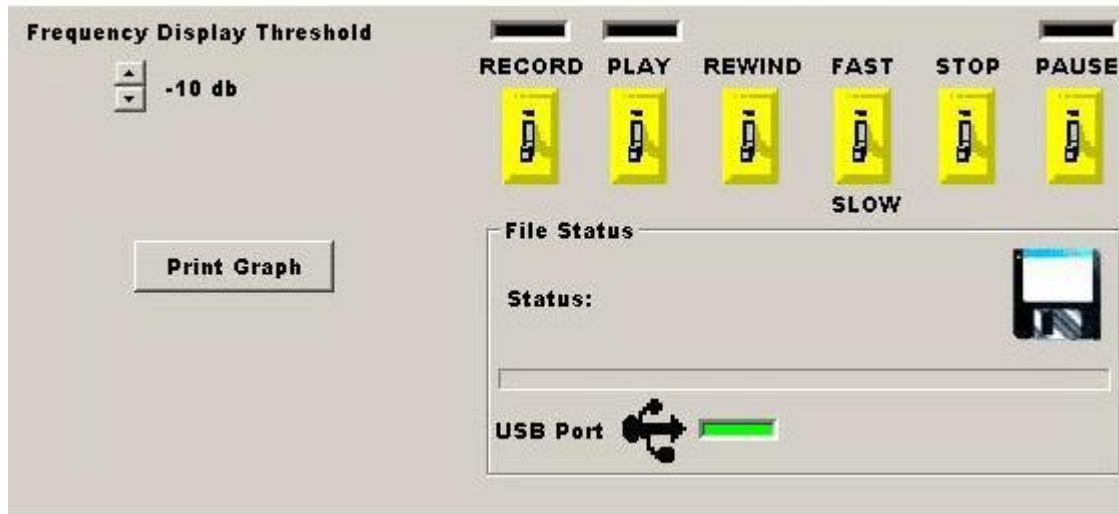 Frequency Display Threshold
-10 db
RECORD PLAY REWIND FAST STOP PAUSE
SLOW
Print Graph
File Status
Status:
USB Port